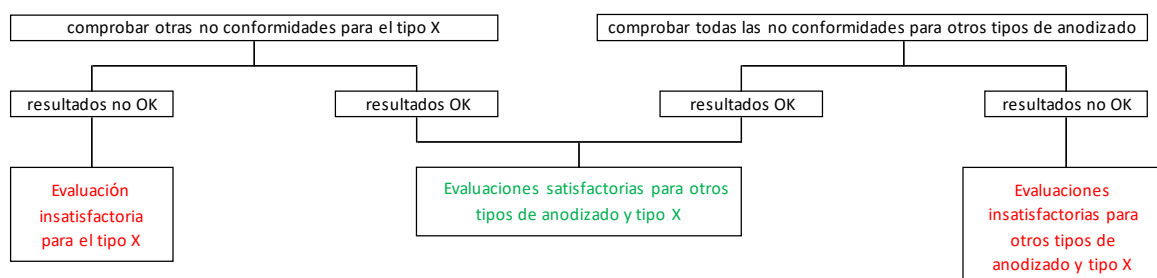 comprobar otras no conformidades para el tipo X
comprobar todas las no conformidades para otros tipos de anodizado
resultados no OK
resultados OK
resultados OK
resultados no OK
Evaluación
insatisfactoria
para el tipo X
Evaluaciones satisfactorias para otros
tipos de anodizado y tipo X
Evaluaciones
insatisfactorias para
otros tipos de
anodizado y tipo X